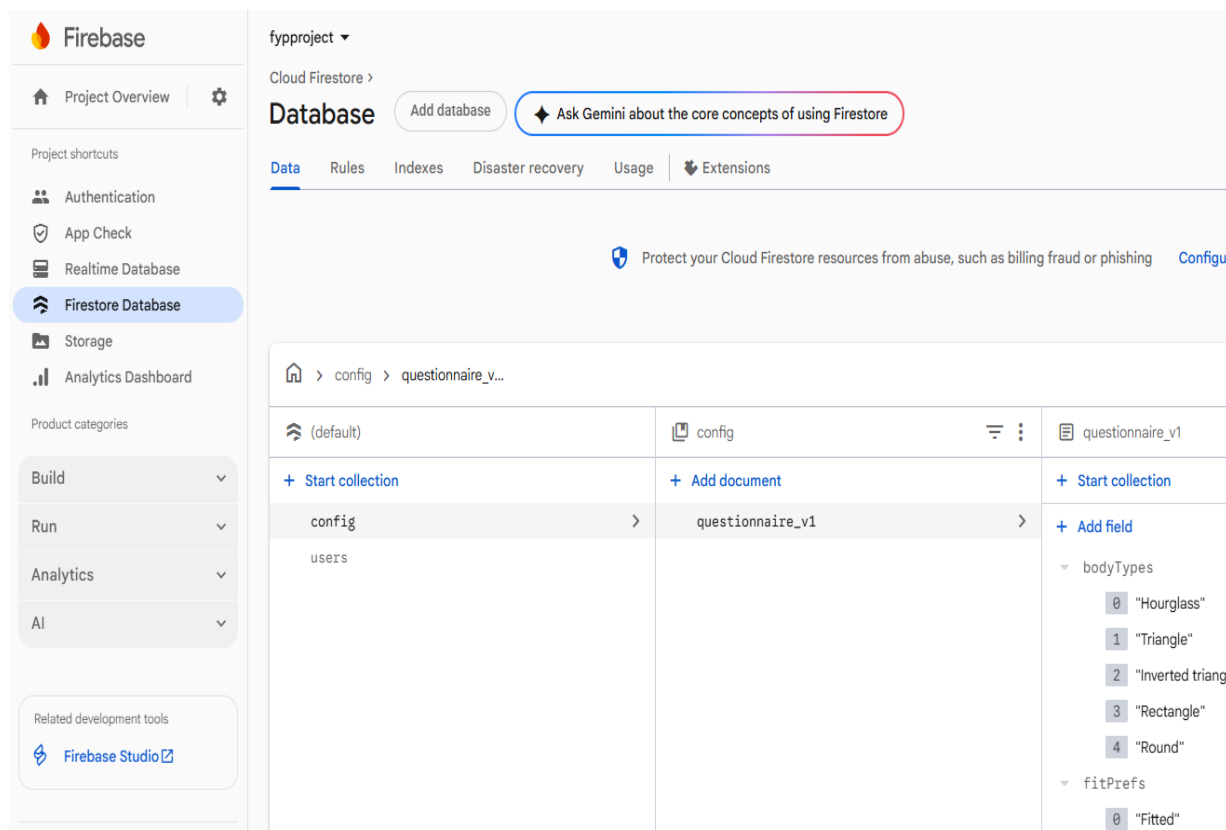 Firebase
Project Overview
Project shortcuts
Authentication
App Check
Realtime Database
Firestore Database
Storage
Analytics Dashboard
Product categories
Build
Run
Analytics
AI
Related development tools
Firebase Studio
fypproject
Cloud Firestore >
Database
Add database
Ask Gemini about the core concepts of using Firestore
Data Rules Indexes Disaster recovery Usage Extensions
Protect your Cloud Firestore resources from abuse, such as billing fraud or phishing Configu
config > questionnaire_v...
(default)
+ Start collection
config
users
config
+ Add document
questionnaire_v1
questionnaire_v1
+ Start collection
+ Add field
bodyTypes
0 "Hourglass"
1 "Triangle"
2 "Inverted triang
3 "Rectangle"
4 "Round"
fitPrefs
0 "Fitted"